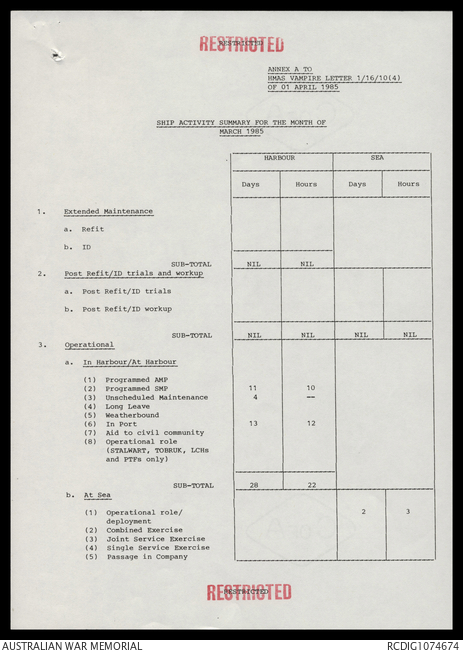 RESTRICTED
ANNEX A TO
HMAS VAMPIRE LETTER 1/16/10(4)
OF 01 APRIL 1985
SHIP ACTIVITY SUMMARY FOR THE MONTH OF
MARCH 1985
HARBOUR SEA
Days Hours Days Hours
1. Extended Maintenance
a. Refit
b. ID
SUB-TOTAL NIL NIL
2. Post Refit/ID trials and workup
a. Post Refit/ID trials
b. Post Refit/ID workup
SUB-TOTAL NIL NIL NIL NIL
3. Operational
a. In Harbour/At Harbour
(1) Programmed AMP
(2) Programmed SMP 11 10
(3) Unscheduled Maintenance 4 --
(4) Long Leave
(5) Weatherbound
(6) In Port 13 12
(7) Aid to civil community
(8) Operational role
(STALWART, TOBRUK, LCHs
and PTFs only)
SUB-TOTAL 28 22
b. At Sea
(1) Operational role/ 2 3
deployment
(2) Combined Exercise
(3) Joint Service Exercise
(4) Single Service Exercise
(5) Passage in Company
RESTRICTED
AUSTRALIAN WAR MEMORIAL RCDIG1074674